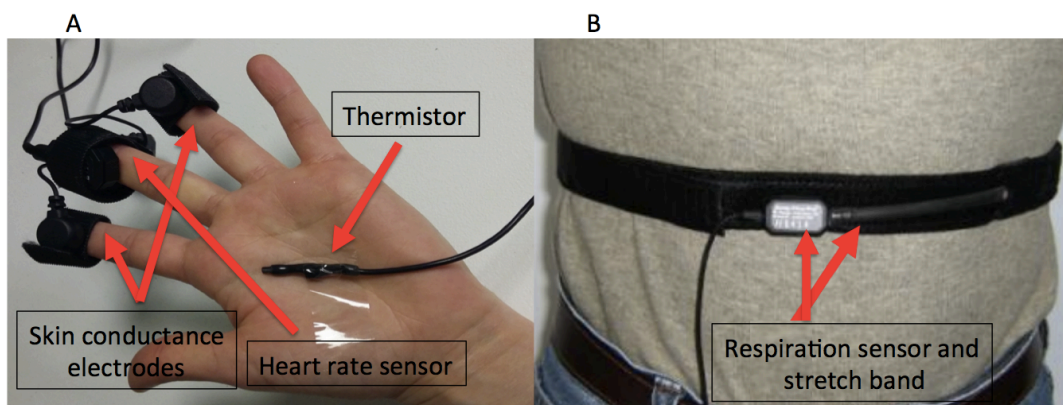 A
B
Thermistor
Skin conductance
electrodes
Heart rate sensor
Respiration sensor and
stretch band